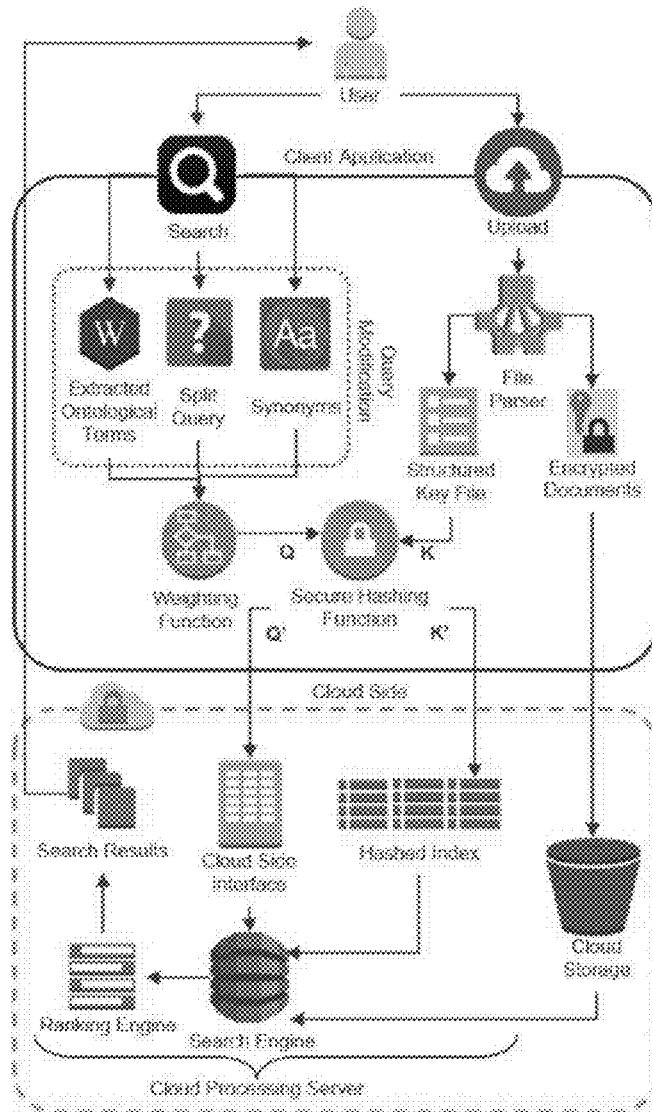 User
Client Application
Search
Upload
W
?
Aa
Extracted
Ontological
Terms
Split
Query
Synonyms
Query
Modification
File
Parser
Structured
Key File
Encrypted
Documents
Q
K
Weighting
Function
Secure Hashing
Function
Q'
K'
Cloud Side
Search Results
Cloud Side
Interface
Hashed Index
Cloud
Storage
Ranking Engine
Search Engine
Cloud Processing Server